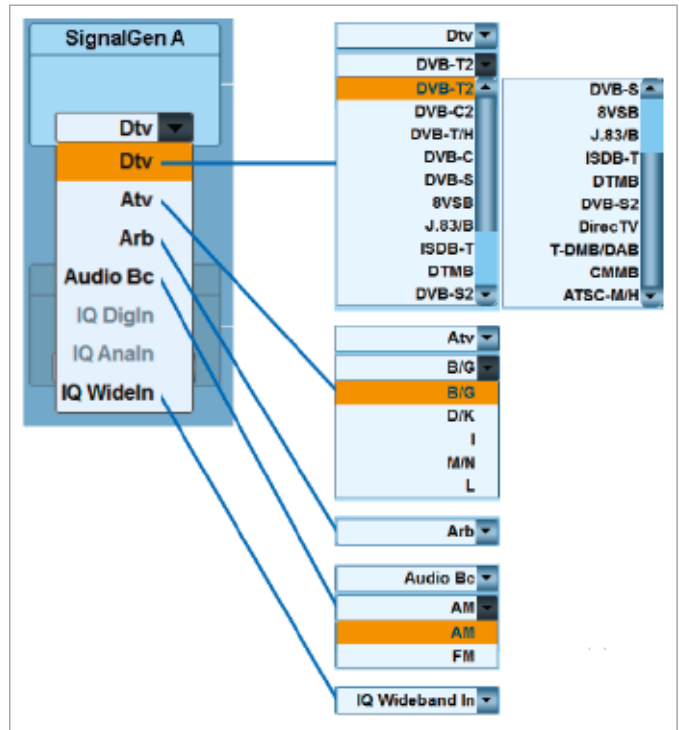 SignalGen A
Dtv
Dtv
Atv
Arb
Audio Bc
IQ DigIn
IQ AnaIn
IQ WideIn
Dtv
DVB-T2
DVB-T2
DVB-C2
DVB-T/H
DVB-C
DVB-S
8VSB
J.83/B
ISDB-T
DTMB
DVB-S2
DVB-S
8VSB
J.83/B
ISDB-T
DTMB
DVB-S2
DirecTV
T-DMB/DAB
CMMB
ATSC-M/H
Atv
B/G
B/G
D/K
I
M/N
L
Arb
Audio Bc
AM
AM
FM
IQ Wideband In